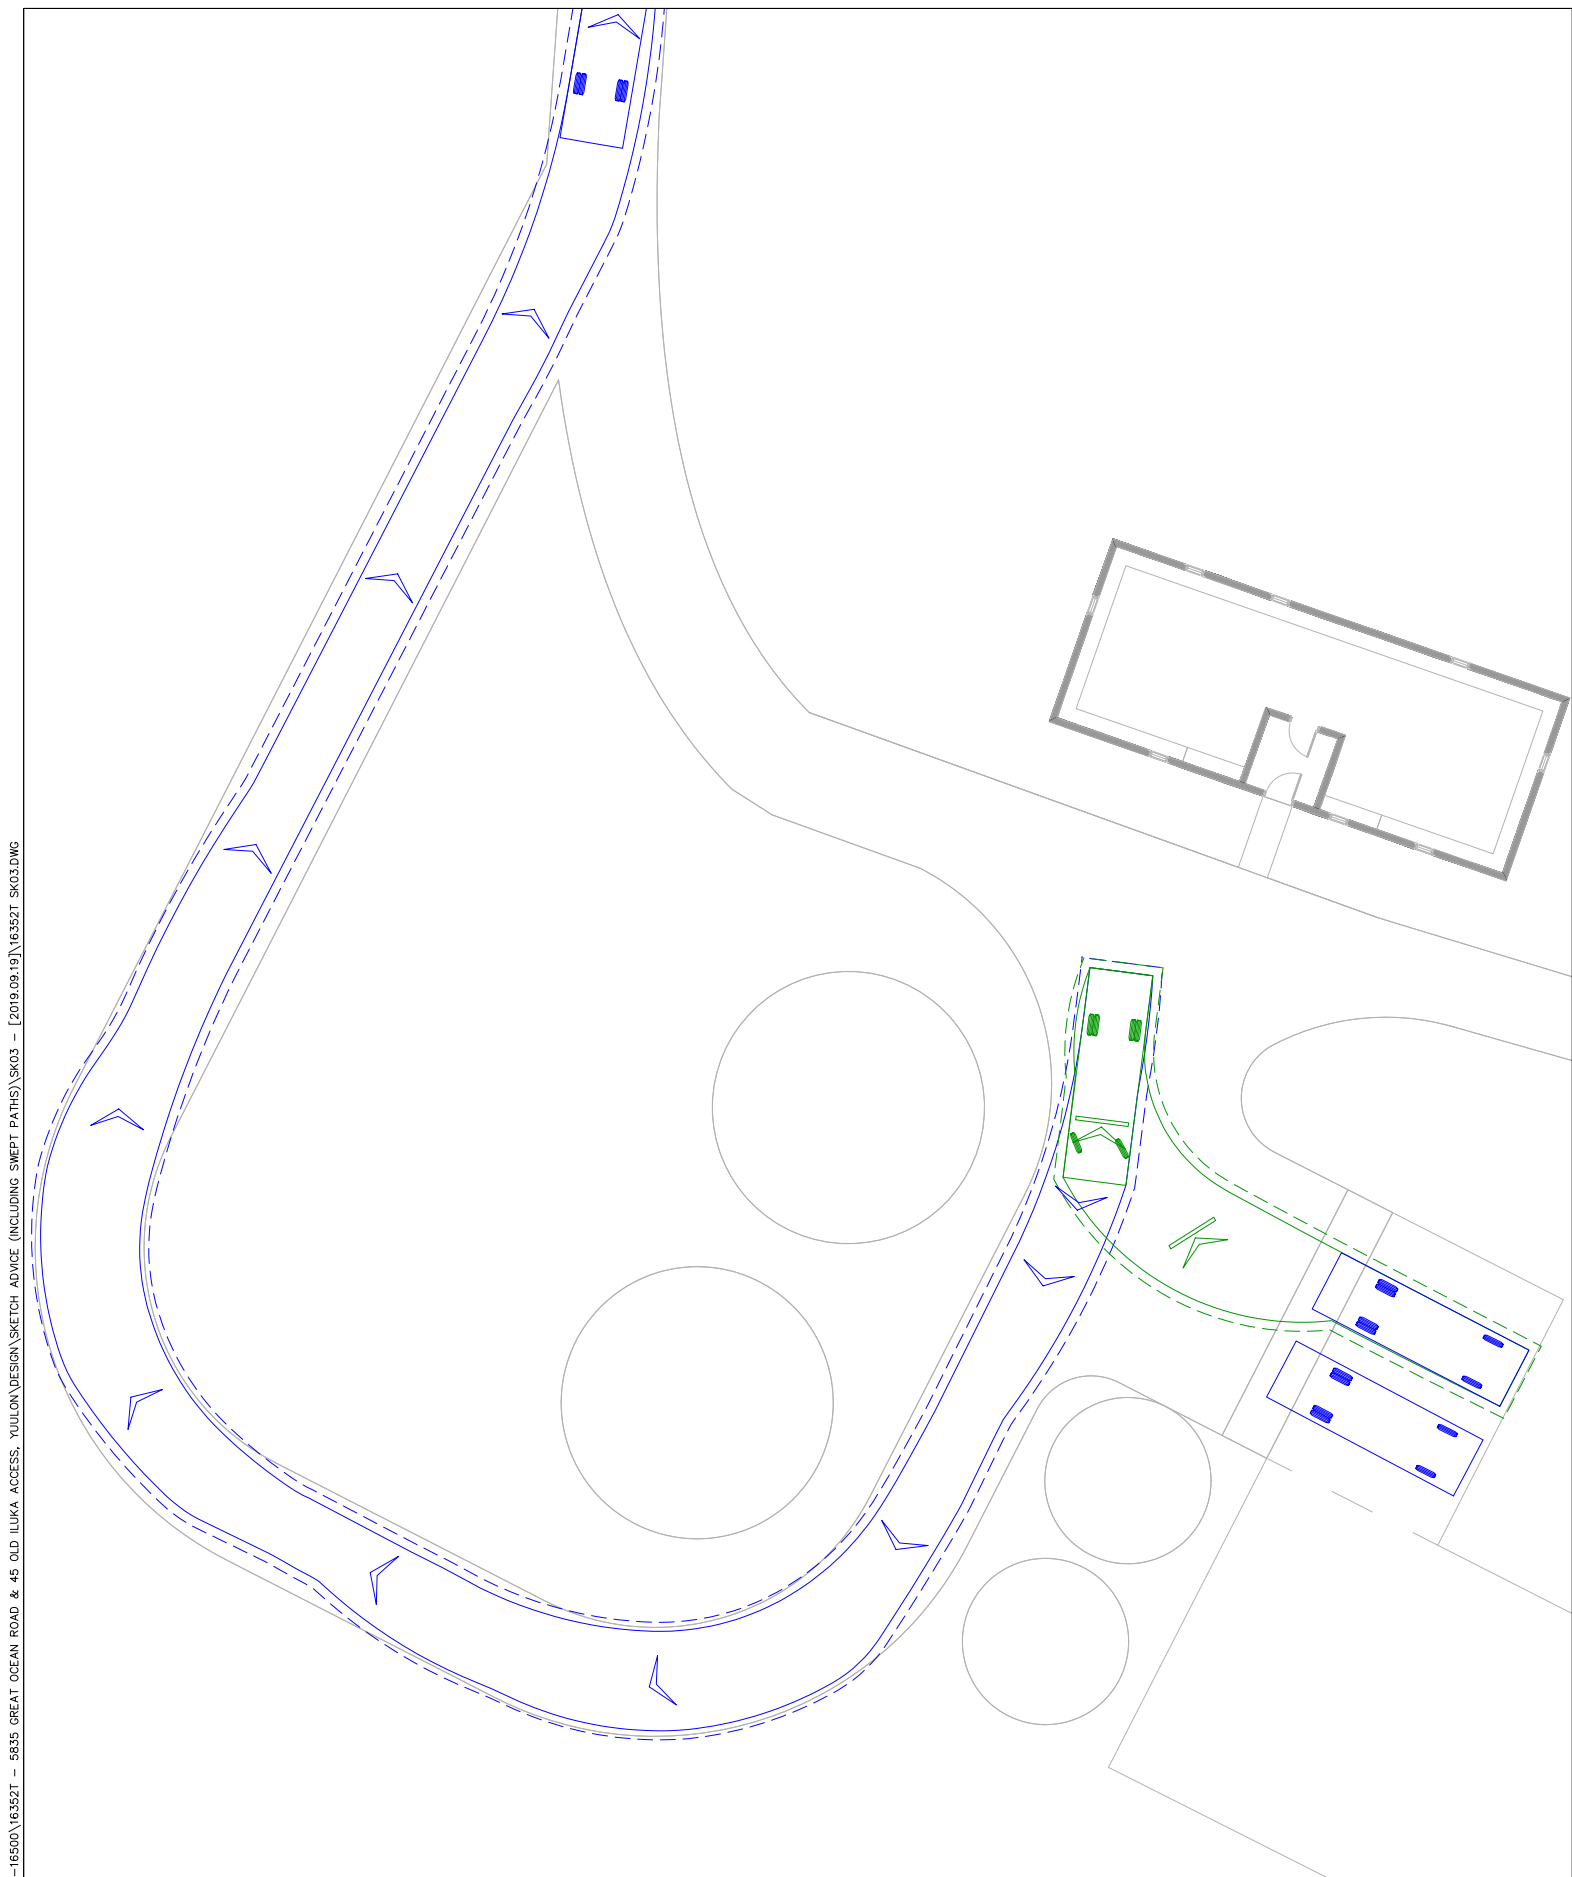 -16500\16352T - 5835 GREAT OCEAN ROAD & 45 OLD ILUKA ACCESS, YUULON\DESIGN\SKETCH ADVICE (INCLUDING SWEPT PATHS)\SK03 - [2019.09.19]\16352T SK03.DWG